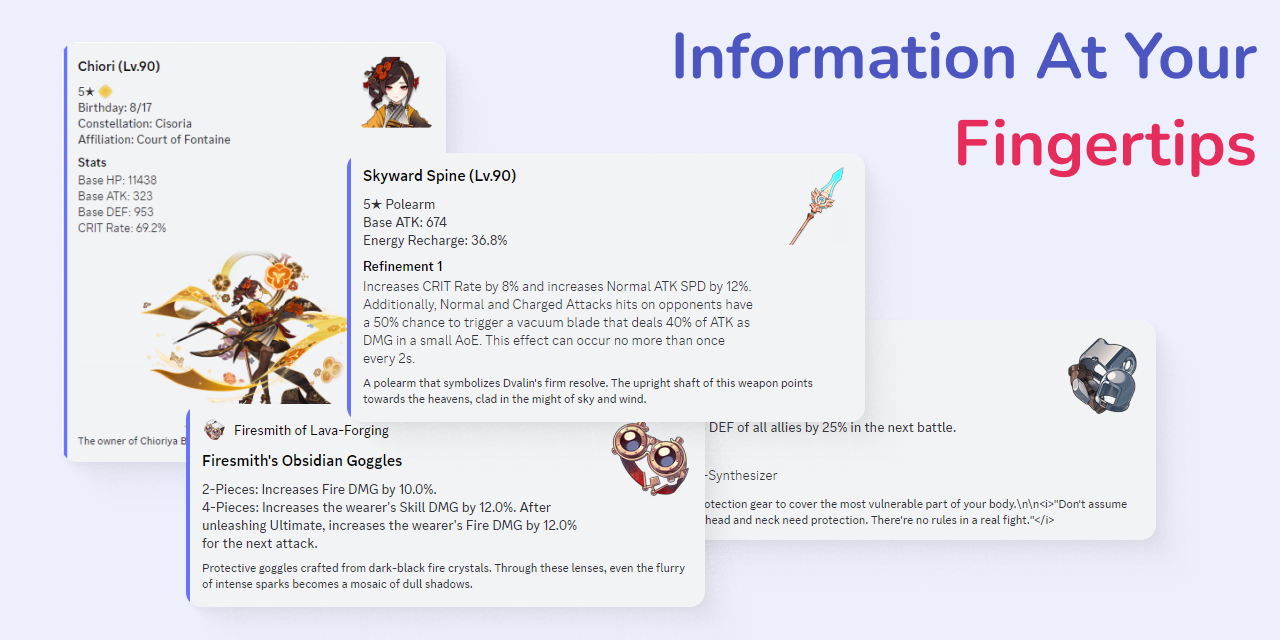 Information At Your
Fingertips
Chiori (Lv.90)
5★
Birthday: 8/17
Constellation: Cisoria
Affiliation: Court of Fontaine
Stats
Base HP: 11438
Base ATK: 323
Base DEF: 953
CRIT Rate: 69.2%
The owner of Chioriya B
Skyward Spine (Lv.90)
5★ Polearm
Base ATK: 674
Energy Recharge: 36.8%
Refinement 1
Increases CRIT Rate by 8% and increases Normal ATK SPD by 12%.
Additionally, Normal and Charged Attacks hits on opponents have
a 50% chance to trigger a vacuum blade that deals 40% of ATK as
DMG in a small AoE. This effect can occur no more than once
every 2s.
A polearm that symbolizes Dvalin's firm resolve. The upright shaft of this weapon points
towards the heavens, clad in the might of sky and wind.
Firesmith of Lava-Forging
Firesmith's Obsidian Goggles
2-Pieces: Increases Fire DMG by 10.0%.
4-Pieces: Increases the wearer's Skill DMG by 12.0%. After
unleashing Ultimate, increases the wearer's Fire DMG by 12.0%
for the next attack.
Protective goggles crafted from dark-black fire crystals. Through these lenses, even the flurry
of intense sparks becomes a mosaic of dull shadows.
DEF of all allies by 25% in the next battle.
-Synthesizer
otection gear to cover the most vulnerable part of your body.\n\n<i>"Don't assume
head and neck need protection. There're no rules in a real fight."</i>